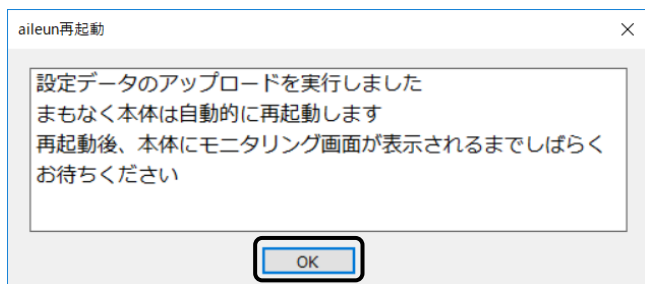 aileun再起動
設定データのアップロードを実行しました
まもなく本体は自動的に再起動します
再起動後、本体にモニタリング画面が表示されるまでしばらく
お待ちください
OK